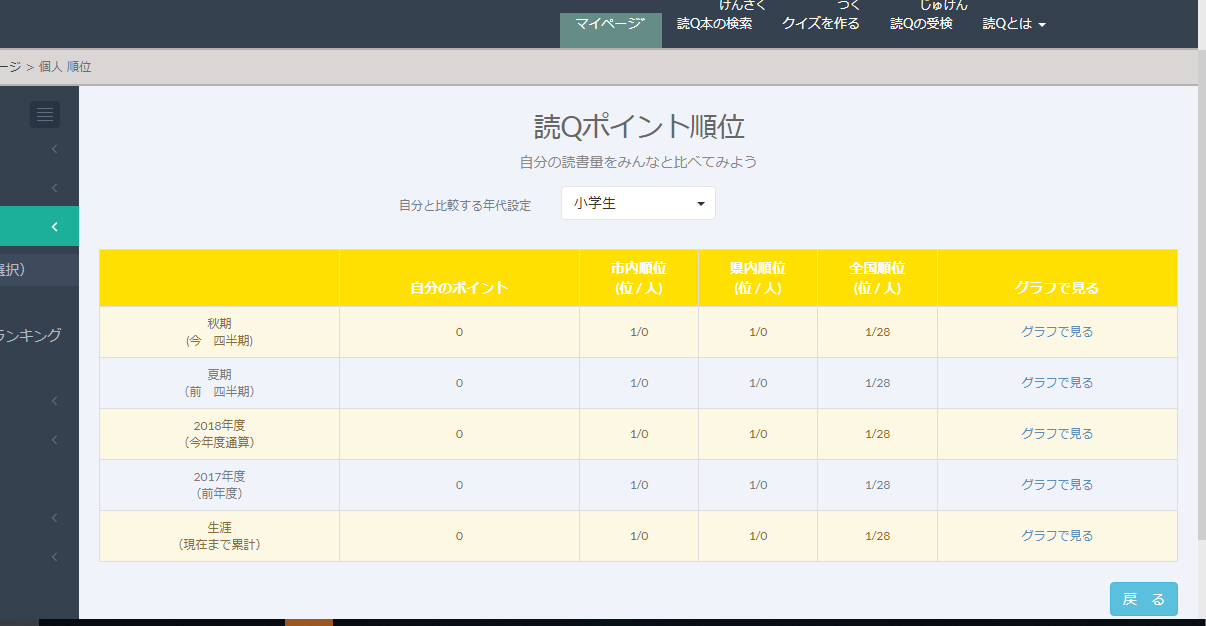 けんさく つく じゅけん
マイページ 読Q本の検索 クイズを作る 読Qの受検 読Qとは
ージ > 個人 順位
読Qポイント順位
自分の読書量をみんなと比べてみよう
自分と比較する年代設定 小学生
選択）
ランキング
自分のポイント 市内順位 (位 / 人) 県内順位 (位 / 人) 全国順位 (位 / 人) グラフで見る
秋期
(今　四半期) 0 1/0 1/0 1/28 グラフで見る
夏期
（前　四半期） 0 1/0 1/0 1/28 グラフで見る
2018年度
（今年度通算） 0 1/0 1/0 1/28 グラフで見る
2017年度
（前年度） 0 1/0 1/0 1/28 グラフで見る
生涯
（現在まで累計） 0 1/0 1/0 1/28 グラフで見る
戻　る